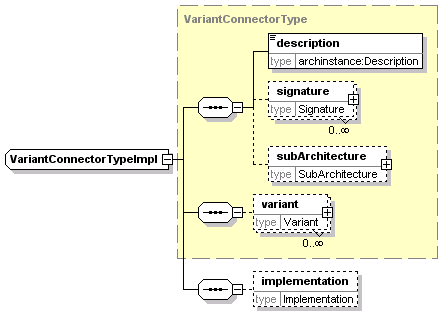 VariantConnectorType
description
type archinstance:Description
signature
type Signature
0..∞
VariantConnectorTypeImpl
subArchitecture
type SubArchitecture
variant
type Variant
0..∞
implementation
type Implementation